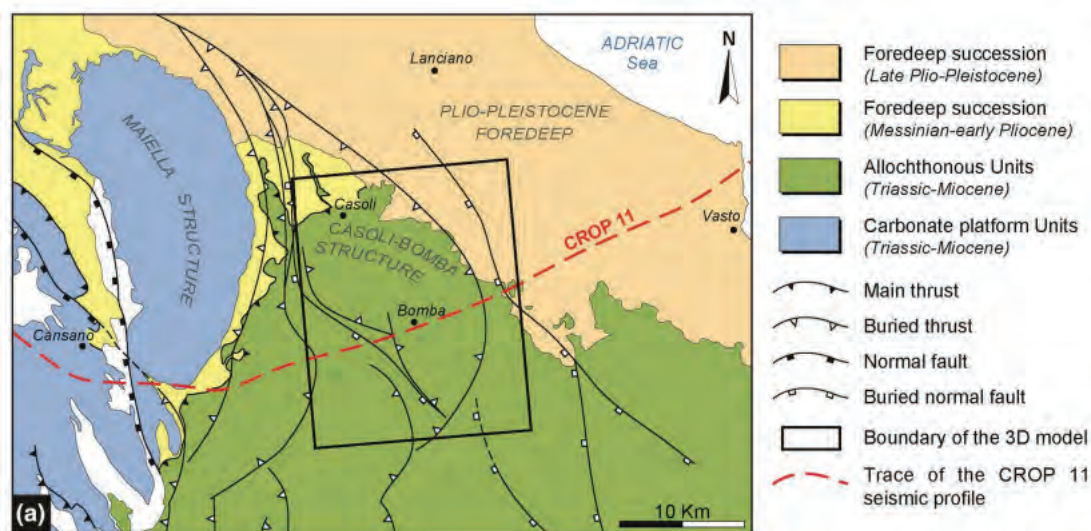 ADRIATIC
Sea
N
Lanciano
PLIO-PLEISTOCENE
FOREDEEP
MAIELLA
STRUCTURE
Casoli
CASOLI-BOMBA
STRUCTURE
CROP 11
Vasto
Bomba
Cansano
(a)
10 Km
Foredeep succession
(Late Plio-Pleistocene)
Foredeep succession
(Messinian-early Pliocene)
Allochthonous Units
(Triassic-Miocene)
Carbonate platform Units
(Triassic-Miocene)
Main thrust
Buried thrust
Normal fault
Buried normal fault
Boundary of the 3D model
Trace of the CROP 11
seismic profile